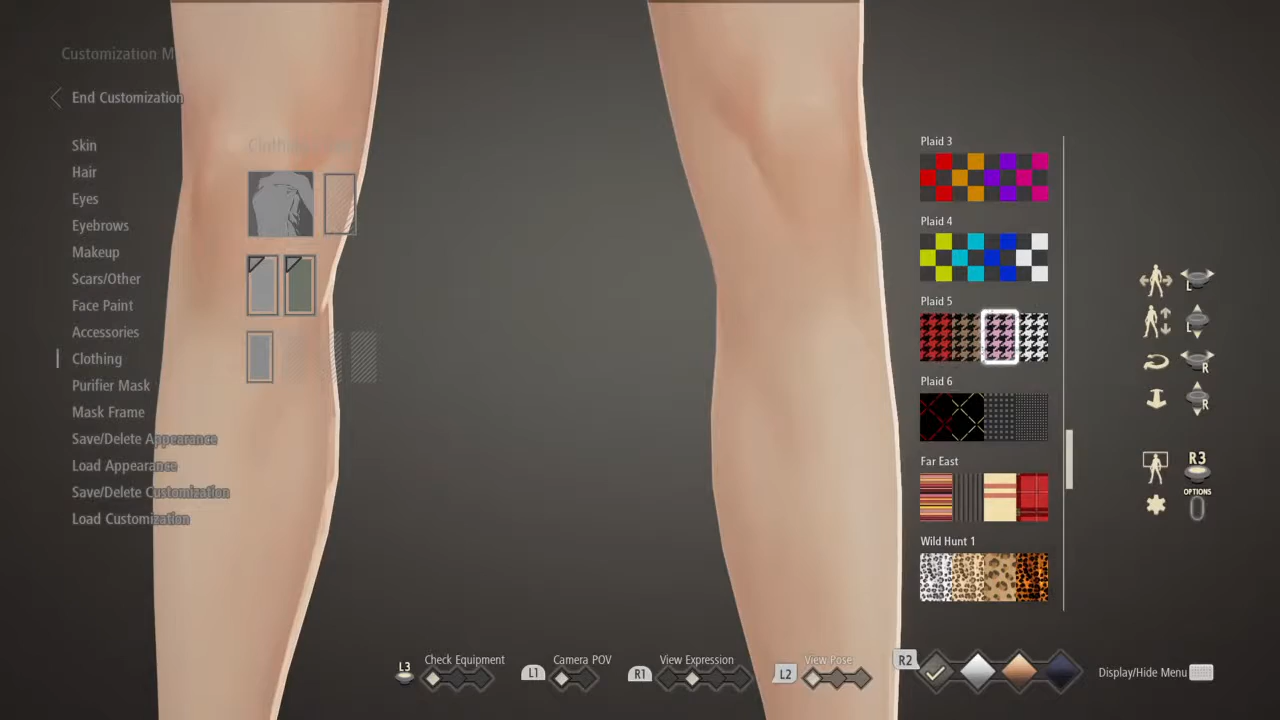 Customization M
End Customization
Skin
Hair
Eyes
Eyebrows
Makeup
Scars/Other
Face Paint
Accessories
Clothing
Purifier Mask
Mask Frame
Save/Delete Appearance
Load Appearance
Save/Delete Customization
Load Customization
Plaid 3
Plaid 4
Plaid 5
Plaid 6
Far East
Wild Hunt 1
L
L
R
R
R3
OPTIONS
L3 Check Equipment
L1 Camera POV
R1 View Expression
L2 View Pose
R2
Display/Hide Menu